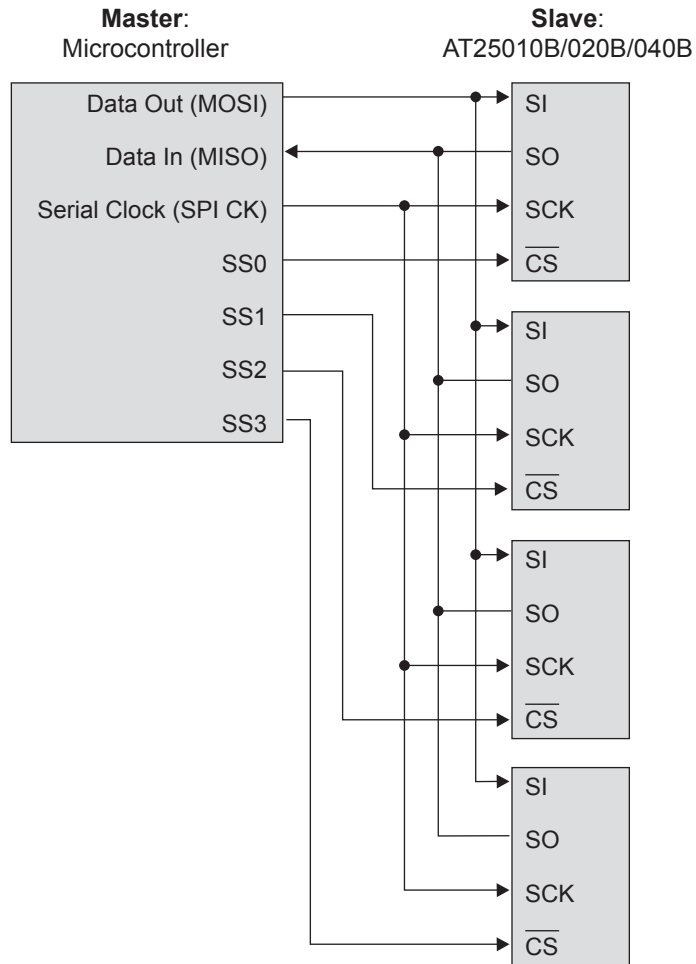 Master:
Microcontroller
Slave:
AT25010B/020B/040B
Data Out (MOSI)
Data In (MISO)
Serial Clock (SPI CK)
SS0
SS1
SS2
SS3
SI
SO
SCK
CS
SI
SO
SCK
CS
SI
SO
SCK
CS
SI
SO
SCK
CS